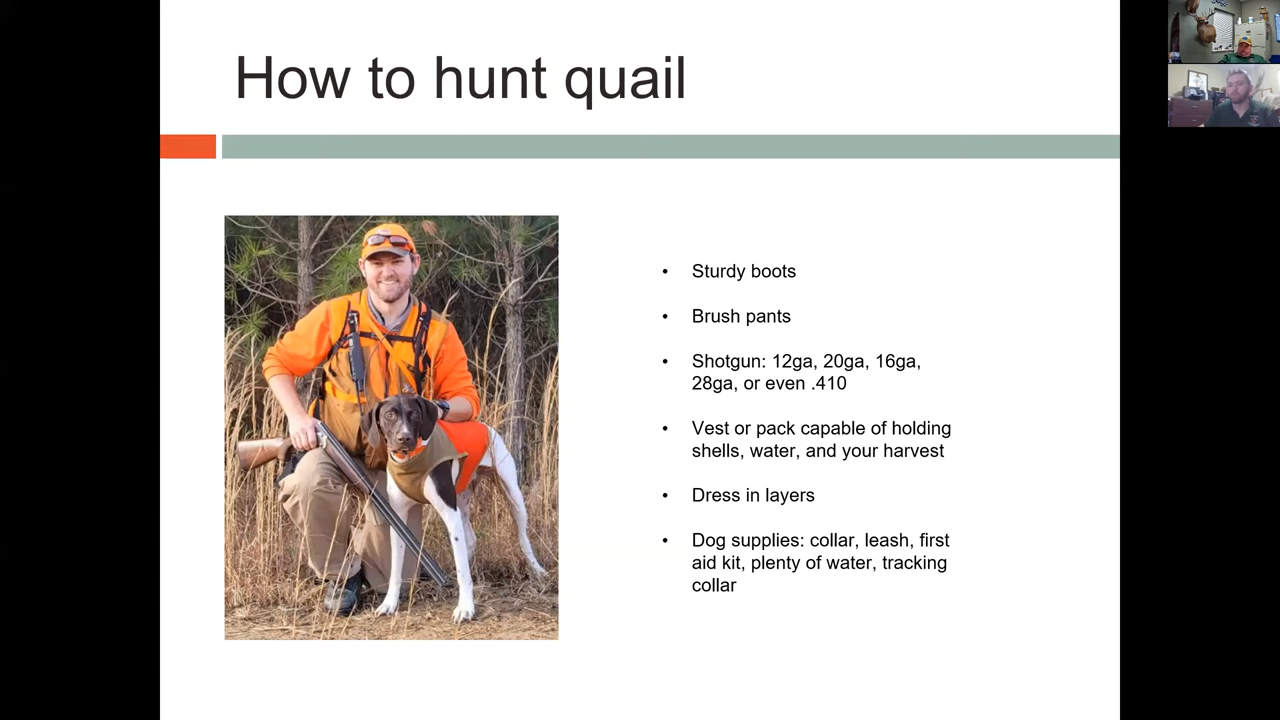 How to hunt quail
• Sturdy boots
• Brush pants
• Shotgun: 12ga, 20ga, 16ga,
28ga, or even .410
• Vest or pack capable of holding
shells, water, and your harvest
• Dress in layers
• Dog supplies: collar, leash, first
aid kit, plenty of water, tracking
collar